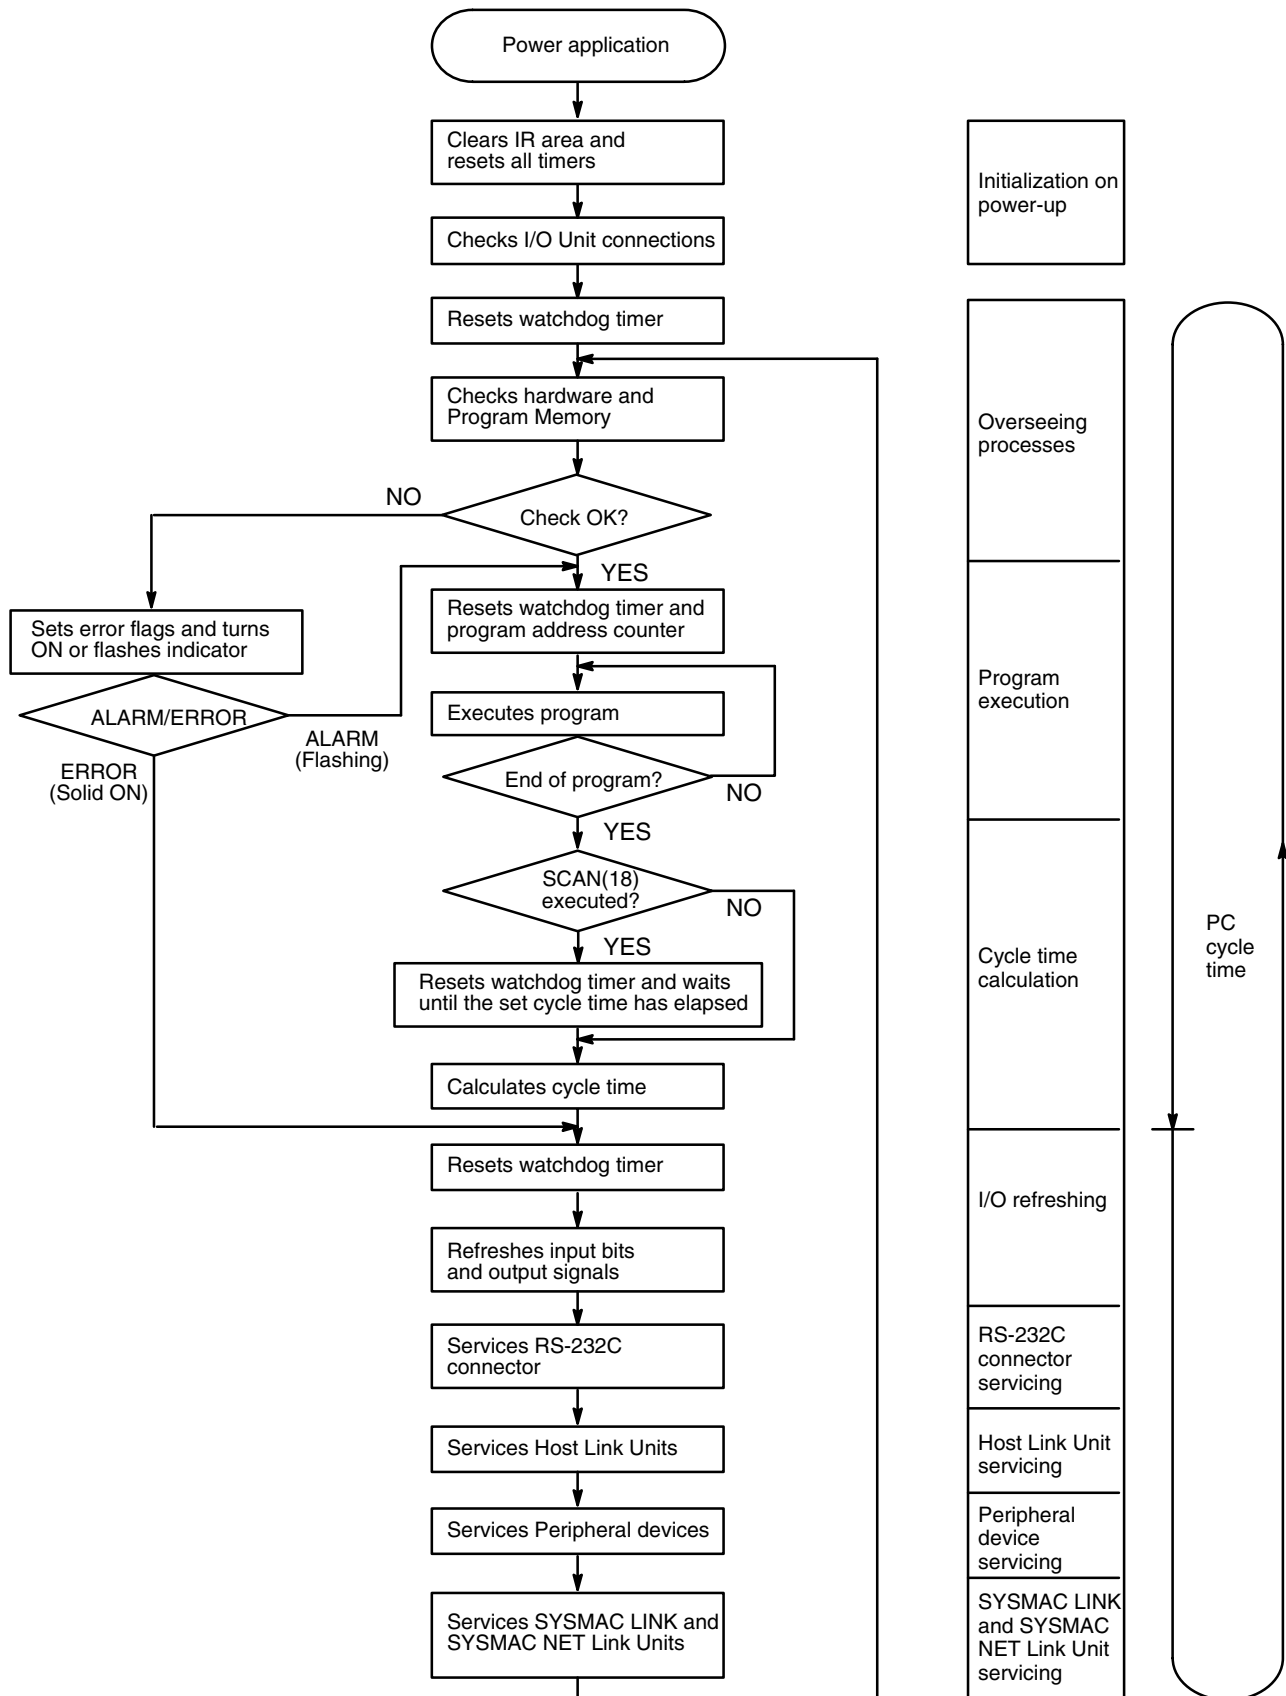 Power application
Clears IR area and
resets all timers
Initialization on
power-up
Checks I/O Unit connections
Resets watchdog timer
Checks hardware and
Program Memory
Overseeing
processes
NO
Check OK?
YES
Sets error flags and turns
ON or flashes indicator
Resets watchdog timer and
program address counter
Program
execution
ALARM/ERROR
ALARM
(Flashing)
ERROR
(Solid ON)
Executes program
End of program?
NO
YES
SCAN(18)
executed?
NO
YES
Resets watchdog timer and waits
until the set cycle time has elapsed
Cycle time
calculation
PC
cycle
time
Calculates cycle time
Resets watchdog timer
I/O refreshing
Refreshes input bits
and output signals
Services RS-232C
connector
RS-232C
connector
servicing
Services Host Link Units
Host Link Unit
servicing
Services Peripheral devices
Peripheral
device
servicing
Services SYSMAC LINK and
SYSMAC NET Link Units
SYSMAC LINK
and SYSMAC
NET Link Unit
servicing